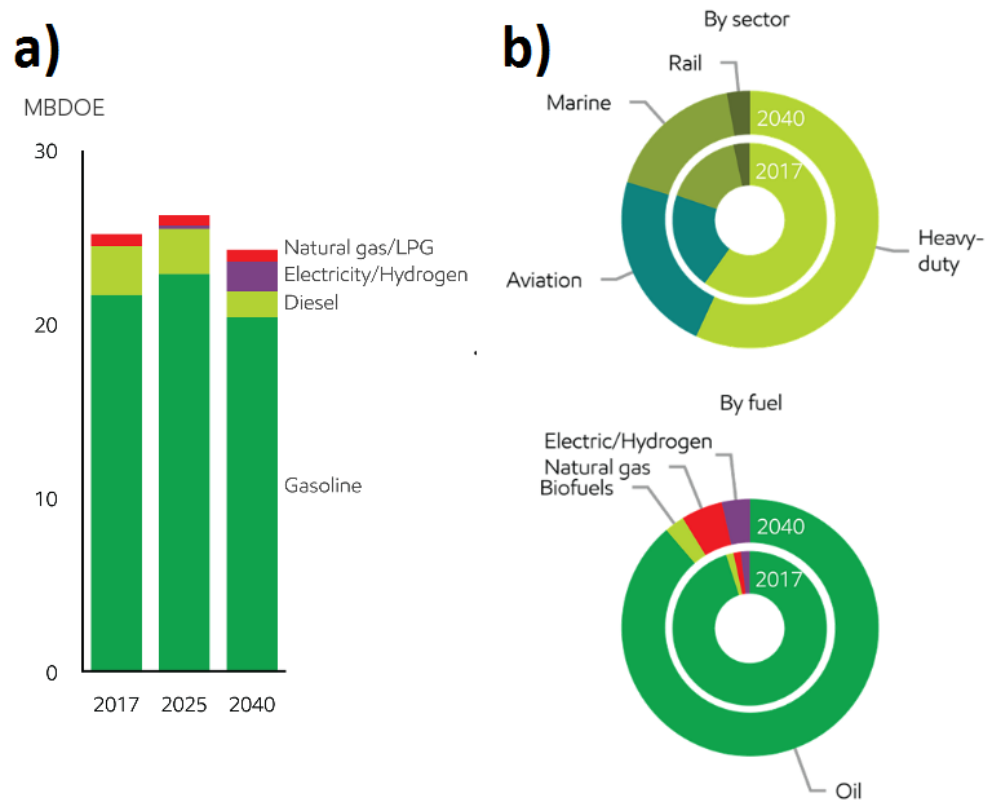 a)
MBDOE
30
20
10
0
Natural gas/LPG
Electricity/Hydrogen
Diesel
Gasoline
2017 2025 2040
b)
By sector
Rail
Marine
2040
2017
Heavy-
duty
Aviation
By fuel
Electric/Hydrogen
Natural gas
Biofuels
2040
2017
Oil